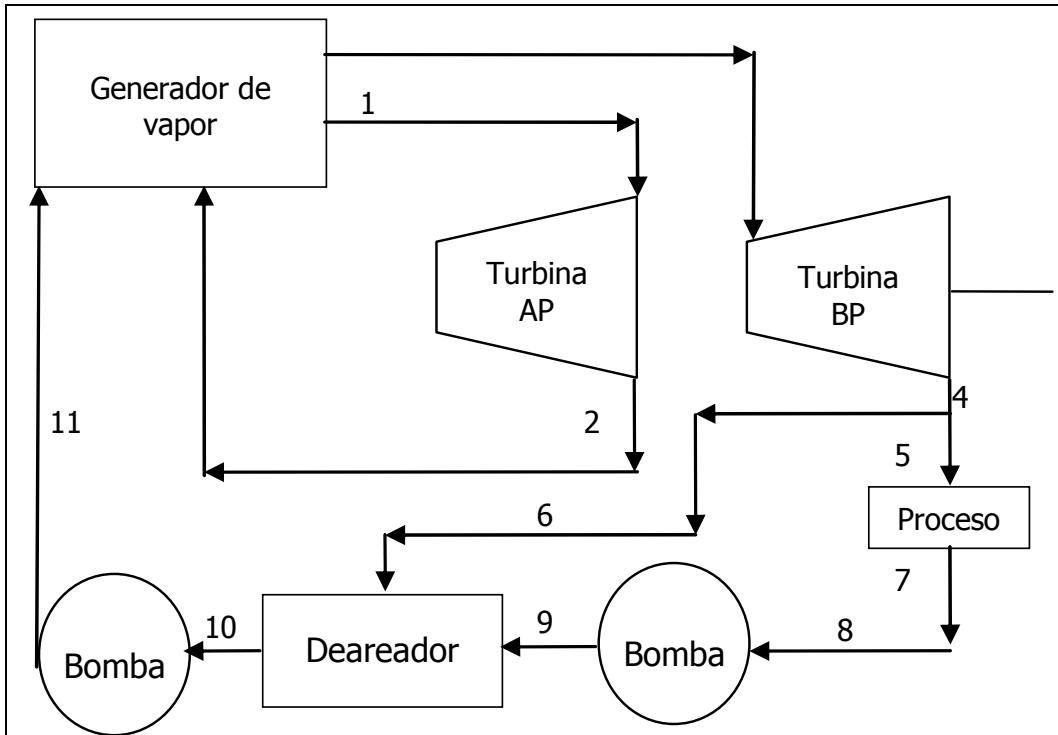 Generador de
vapor
1
Turbina
AP
Turbina
BP
11
2
4
5
6
Proceso
7
10
9
8
Bomba
Deareador
Bomba